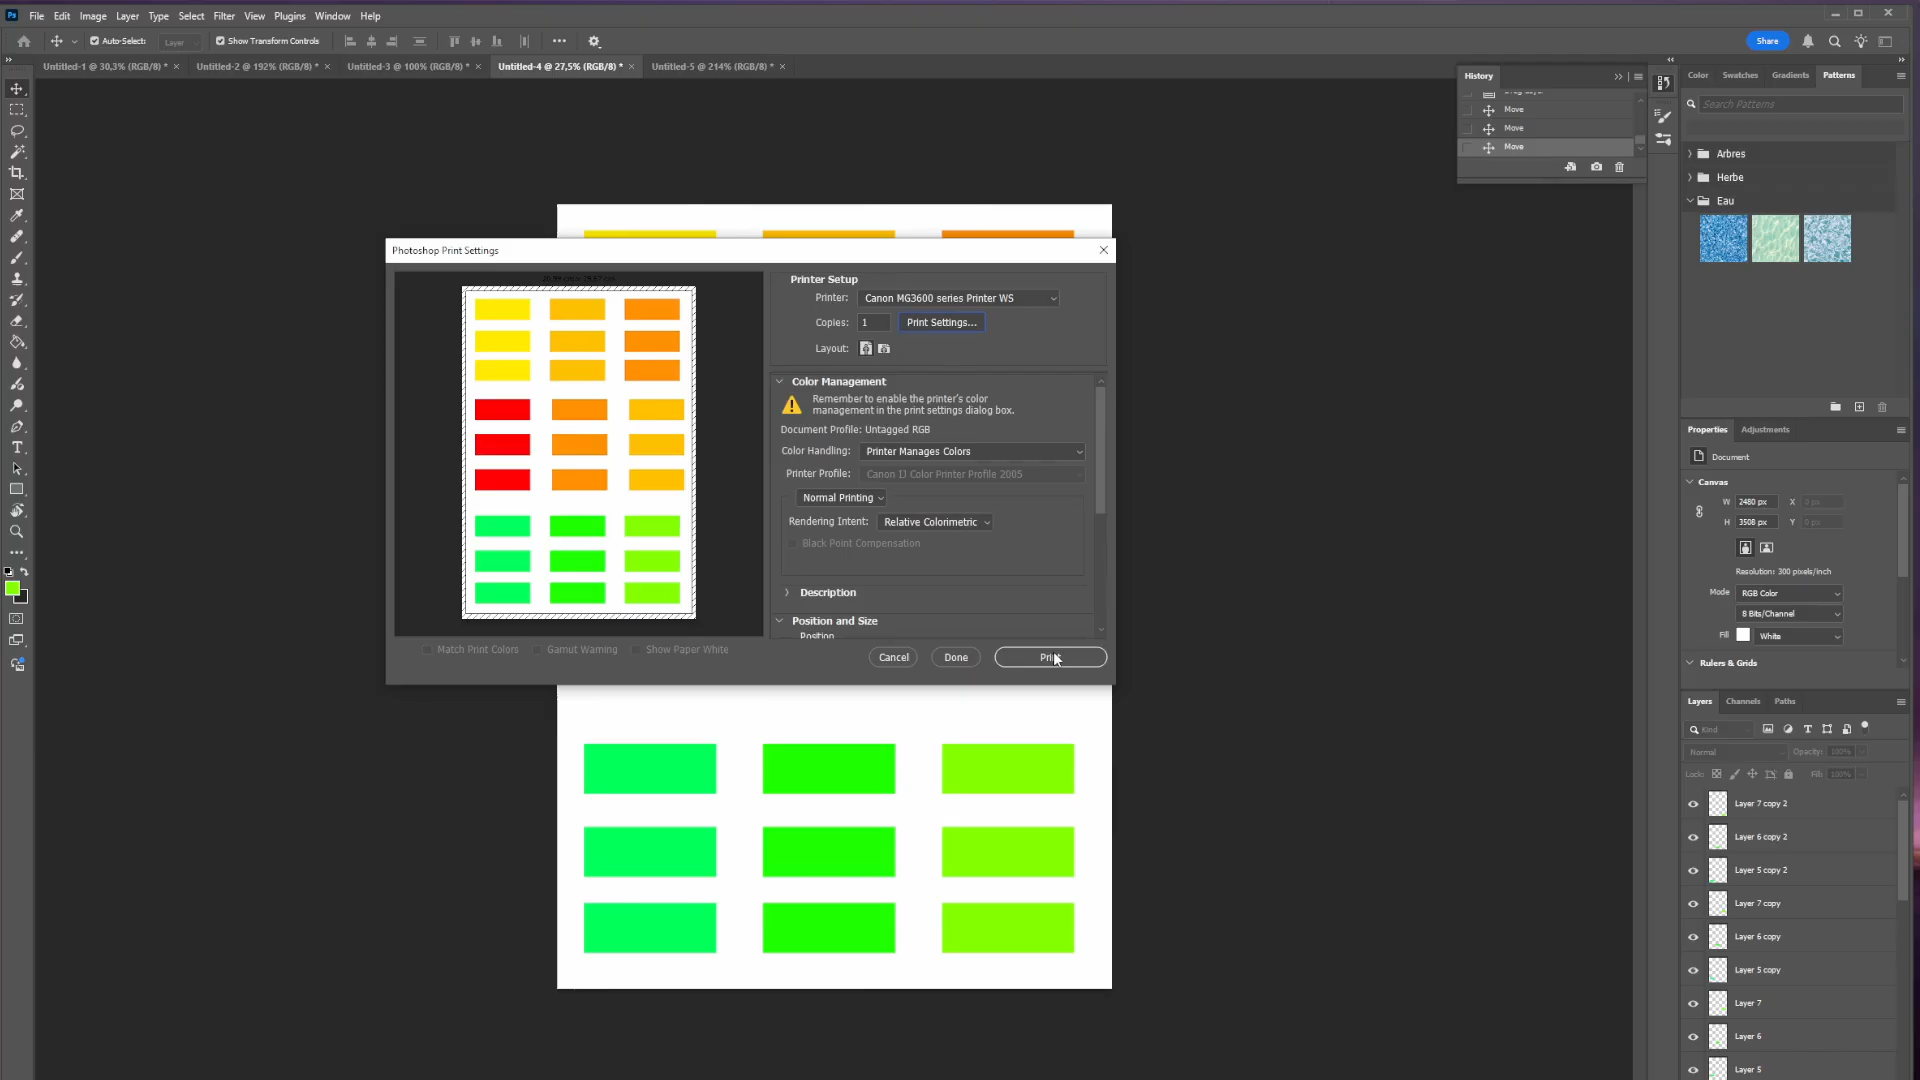 Ps File Edit Image Layer Type Select Filter View Plugins Window Help
Auto-Select: Layer Show Transform Controls Share
Untitled-1 @ 30,3% (RGB/8) * Untitled-2 @ 192% (RGB/8) * Untitled-3 @ 100% (RGB/8) * Untitled-4 @ 27,5% (RGB/8) * Untitled-5 @ 214% (RGB/8) *
History
Move
Move
Move
Color Swatches Gradients Patterns
Search Patterns
Arbres
Herbe
Eau
Photoshop Print Settings
Printer Setup
Printer: Canon MG3600 series Printer WS
Copies: 1 Print Settings...
Layout:
Color Management
Remember to enable the printer's color
management in the print settings dialog box.
Document Profile: Untagged RGB
Color Handling: Printer Manages Colors
Printer Profile: Canon IJ Color Printer Profile 2005
Normal Printing
Rendering Intent: Relative Colorimetric
Black Point Compensation
Description
Position and Size
Position
Match Print Colors Gamut Warning Show Paper White
Cancel Done Print
Properties Adjustments
Document
Canvas
W 2480 px X 0 px
H 3508 px Y 0 px
Resolution: 300 pixels/inch
Mode RGB Color
8 Bits/Channel
Fill White
Rulers & Grids
Layers Channels Paths
Kind
Normal Opacity: 100%
Lock: Fill: 100%
Layer 7 copy 2
Layer 6 copy 2
Layer 5 copy 2
Layer 7 copy
Layer 6 copy
Layer 5 copy
Layer 7
Layer 6
Layer 5